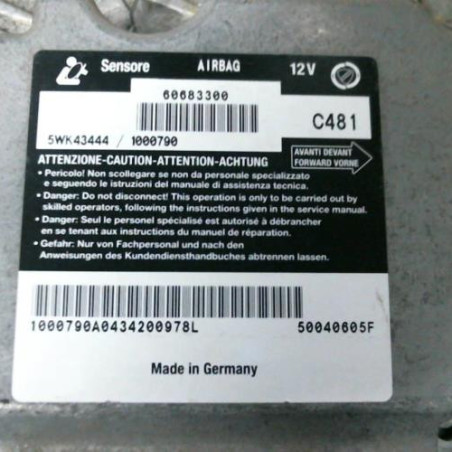 Sensore AIRBAG 12V
60683300
C481
5WK43444 / 1000790
ATTENZIONE-CAUTION-ATTENTION-ACHTUNG
AVANTI DEVANT
FORWARD VORNE
• Pericolo! Non scollegare se non da personale specializzato
e seguendo le istruzioni del manuale di assistenza tecnica.
• Danger: Do not disconnect! This operation is only to be carried out by
skilled operators, following the instructions given in the service manual.
• Danger: Seul le personel spécialisé est autorisé à débrancher
en se tenant aux instructions du manuel de réparation.
• Gefahr: Nur von Fachpersonal und nach den
Anweisungen des Kundendiensthandbuches abtrennen lassen.
1000790A0434200978L 50040605F
Made in Germany